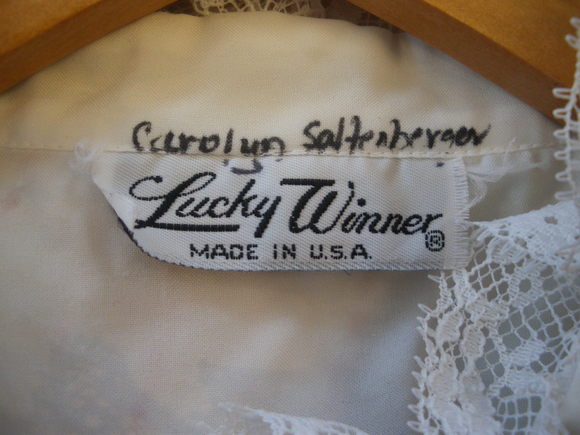 Carolyn Saltenberger
Lucky Winner®
MADE IN U.S.A.